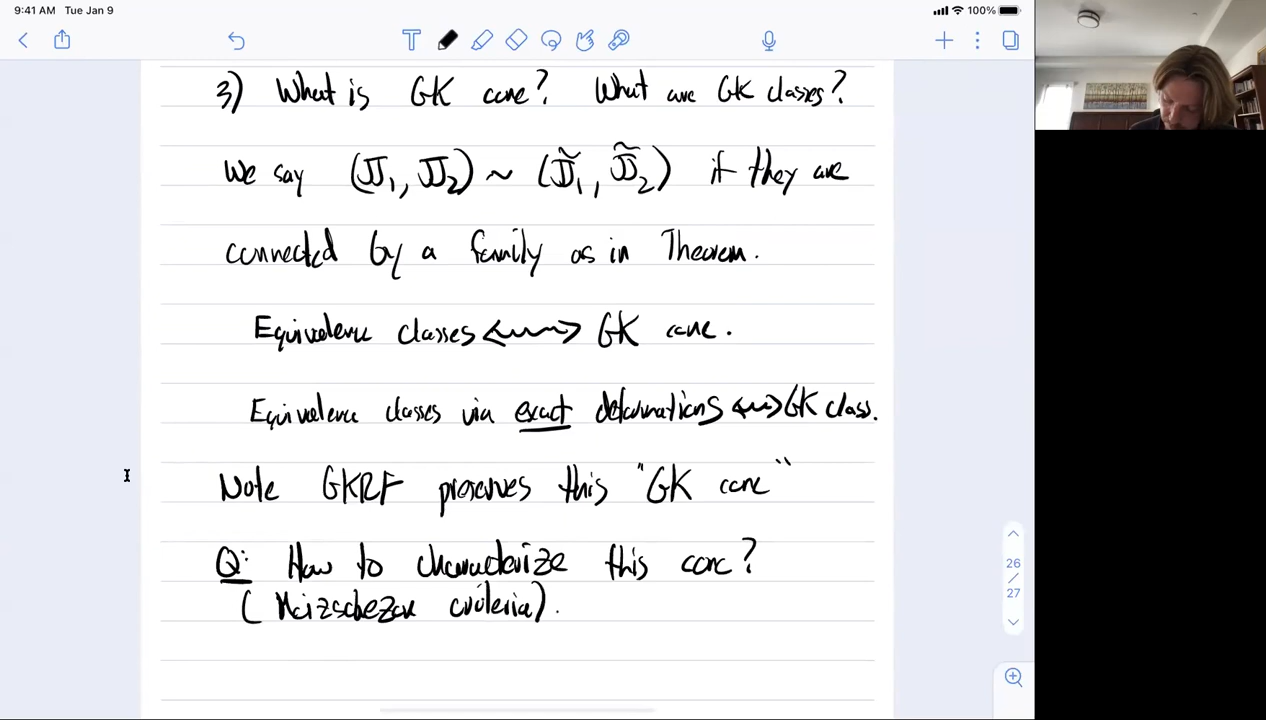 9:41 AM Tue Jan 9
100%
3) What is GK cone? What are GK classes?
We say (𝕁₁, 𝕁₂) ~ (𝕁̃₁, 𝕁̃₂) if they are
connected by a family as in Theorem.
Equivalence classes <~~> GK cone.
Equivalence classes via exact deformations <~~> GK class.
Note GKRF preserves this "GK cone"
Q: How to characterize this cone?
( criteria).
26
/
27